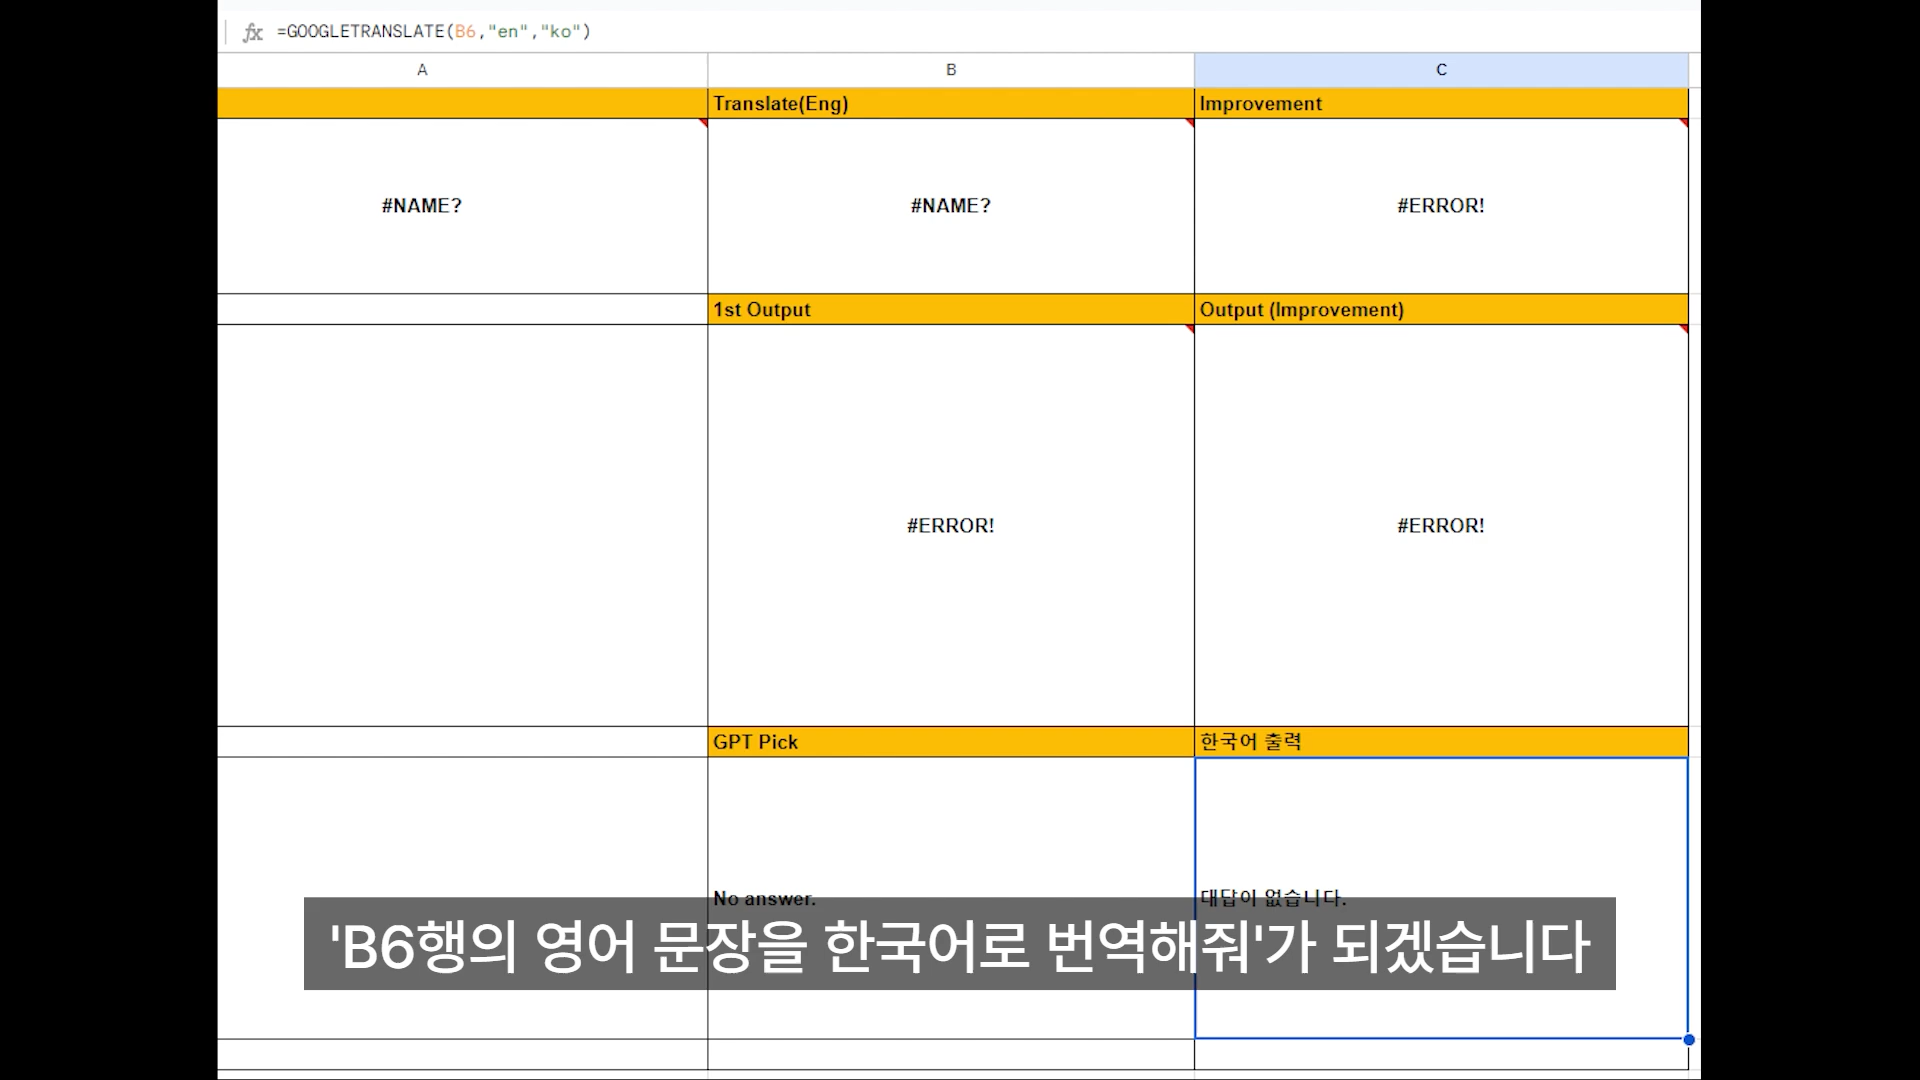 fx =GOOGLETRANSLATE(B6,"en","ko")
A B C
Translate(Eng) Improvement
#NAME? #NAME? #ERROR!
1st Output Output (Improvement)
#ERROR! #ERROR!
GPT Pick 한국어 출력
No answer. 대답이 없습니다.
'B6행의 영어 문장을 한국어로 번역해줘'가 되겠습니다